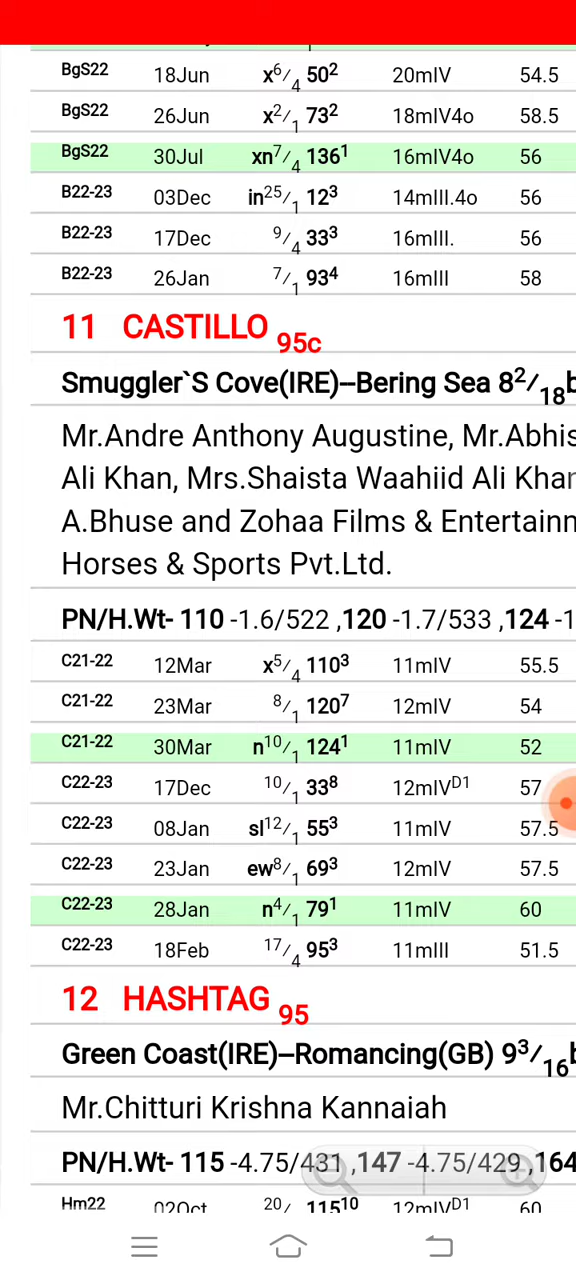 BgS22 18Jun x6/4 50² 20mIV 54.5
BgS22 26Jun x2/1 73² 18mIV4o 58.5
BgS22 30Jul xn7/4 136¹ 16mIV4o 56
B22-23 03Dec in25/1 12³ 14mIII.4o 56
B22-23 17Dec 9/4 33³ 16mIII. 56
B22-23 26Jan 7/1 93⁴ 16mIII 58
11 CASTILLO 95c
Smuggler`S Cove(IRE)–Bering Sea 8²/18b
Mr.Andre Anthony Augustine, Mr.Abhis
Ali Khan, Mrs.Shaista Waahiid Ali Khan
A.Bhuse and Zohaa Films & Entertainm
Horses & Sports Pvt.Ltd.
PN/H.Wt- 110 -1.6/522 ,120 -1.7/533 ,124 -1
C21-22 12Mar x5/4 110³ 11mIV 55.5
C21-22 23Mar 8/1 120⁷ 12mIV 54
C21-22 30Mar n10/1 124¹ 11mIV 52
C22-23 17Dec 10/1 33⁸ 12mIVᴰ¹ 57
C22-23 08Jan sl12/1 55³ 11mIV 57.5
C22-23 23Jan ew8/1 69³ 12mIV 57.5
C22-23 28Jan n4/1 79¹ 11mIV 60
C22-23 18Feb 17/4 95³ 11mIII 51.5
12 HASHTAG 95
Green Coast(IRE)–Romancing(GB) 9³/16b
Mr.Chitturi Krishna Kannaiah
PN/H.Wt- 115 -4.75/431 ,147 -4.75/429 ,164
Hm22 02Oct 20/ 115¹⁰ 12mIVᴰ¹ 60